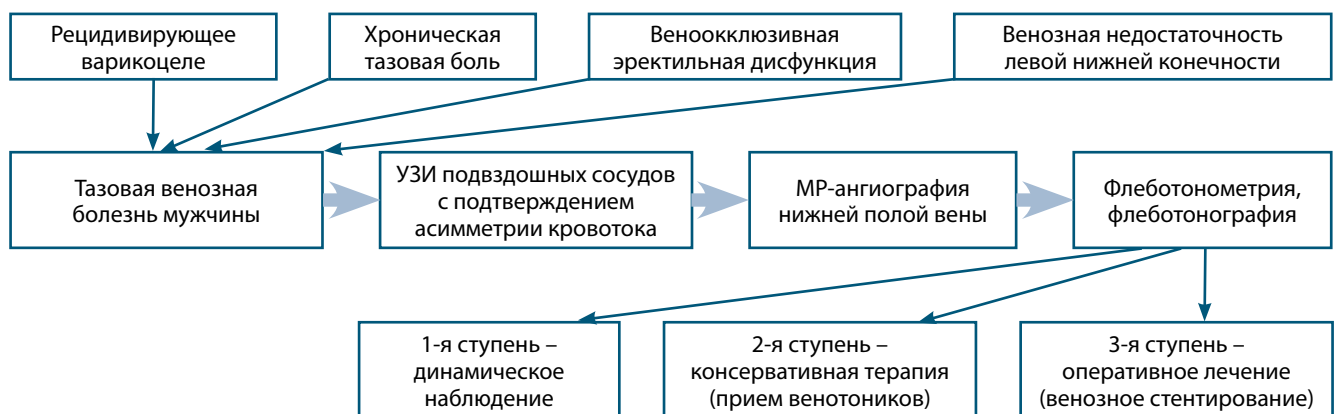 Рецидивирующее
варикоцеле
Хроническая
тазовая боль
Веноокклюзивная
эректильная дисфункция
Венозная недостаточность
левой нижней конечности
Тазовая венозная
болезнь мужчины
УЗИ подвздошных сосудов
с подтверждением
асимметрии кровотока
МР-ангиография
нижней полой вены
Флеботонометрия,
флеботонография
1-я ступень –
динамическое
наблюдение
2-я ступень –
консервативная терапия
(прием венотоников)
3-я ступень –
оперативное лечение
(венозное стентирование)